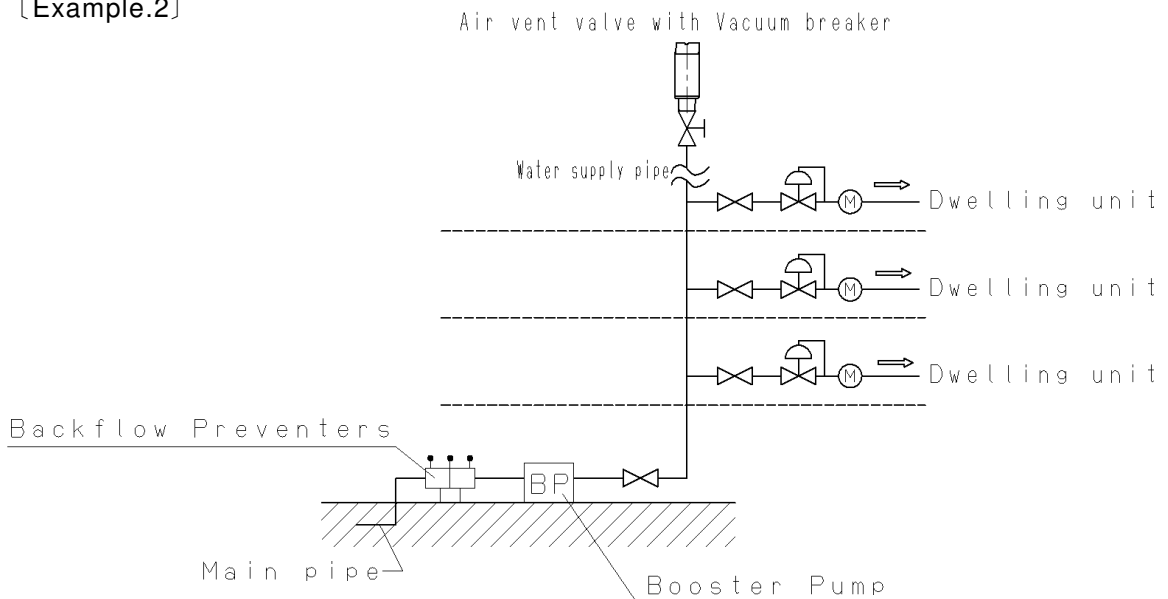 〔Example.2〕
Air vent valve with Vacuum breaker
Water supply pipe
M
Dwelling unit
M
Dwelling unit
M
Dwelling unit
Backflow Preventers
BP
Main pipe
Booster Pump